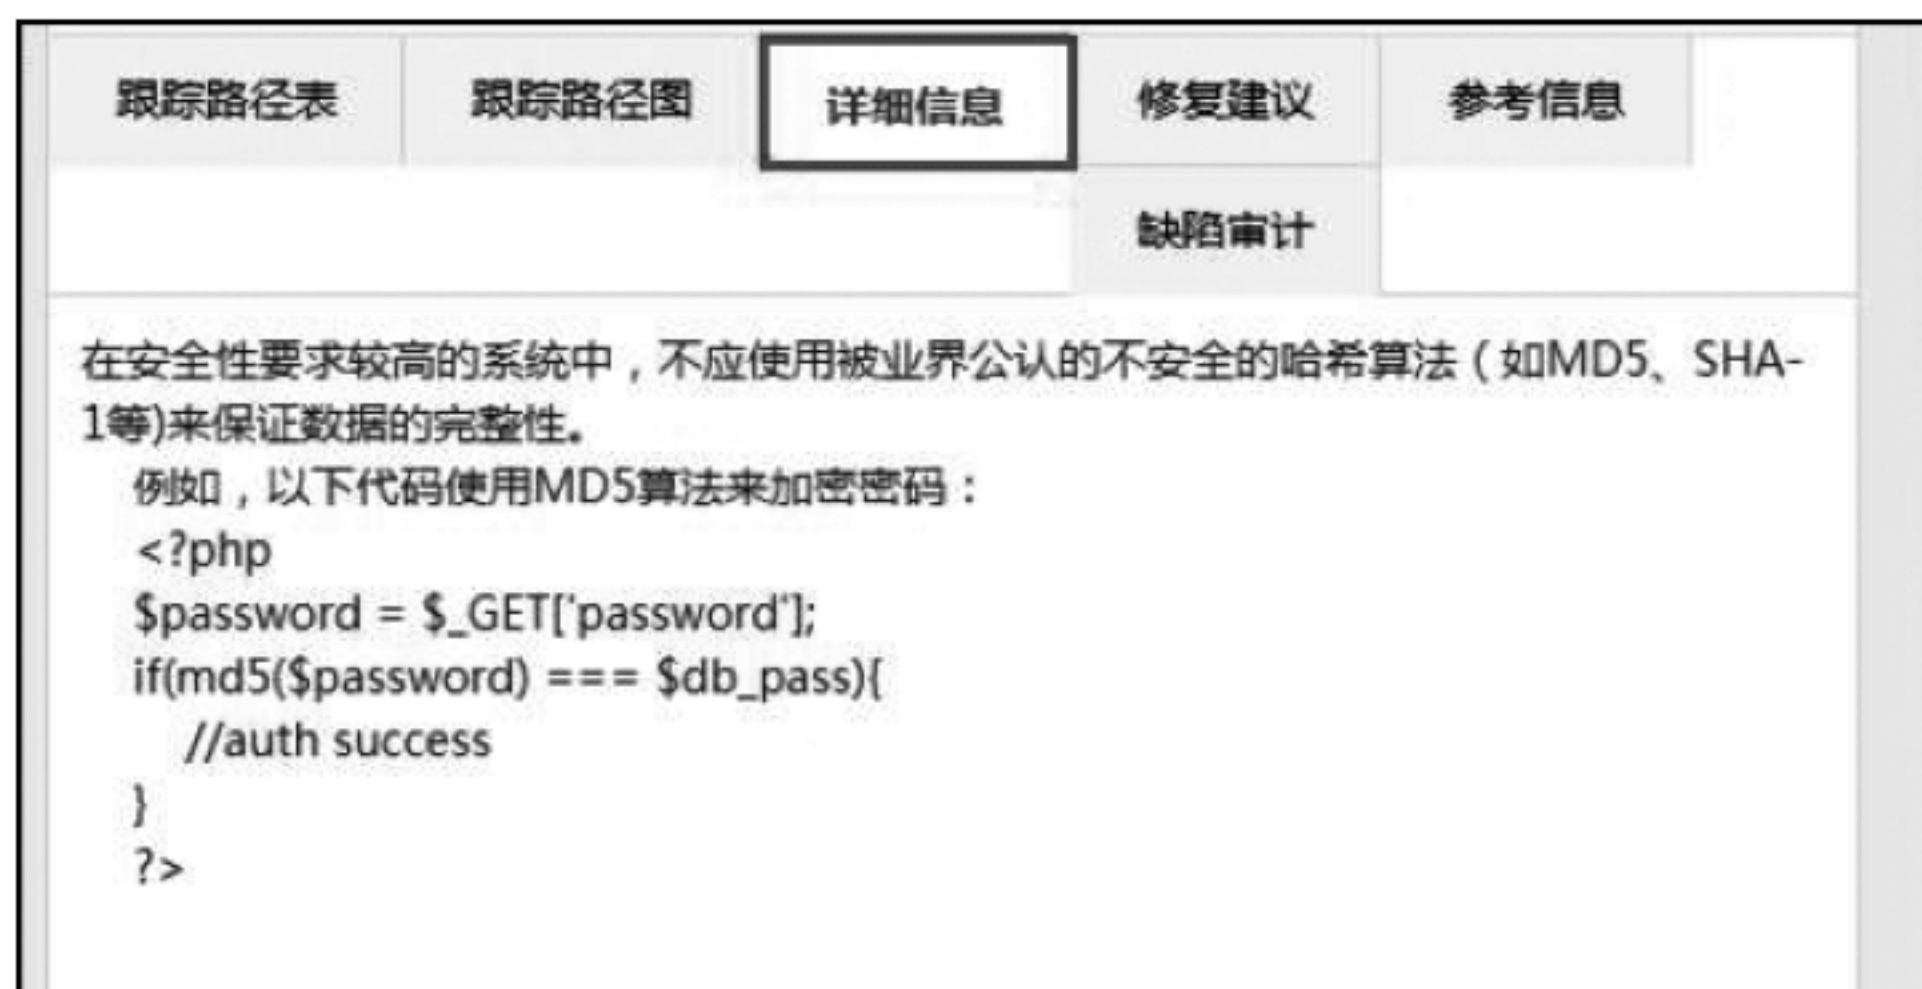 跟踪路径表 跟踪路径图 详细信息 修复建议 参考信息
缺陷审计
在安全性要求较高的系统中，不应使用被业界公认的不安全的哈希算法（如MD5、SHA-
1等)来保证数据的完整性。
例如，以下代码使用MD5算法来加密密码：
<?php
$password = $_GET['password'];
if(md5($password) === $db_pass){
//auth success
}
?>